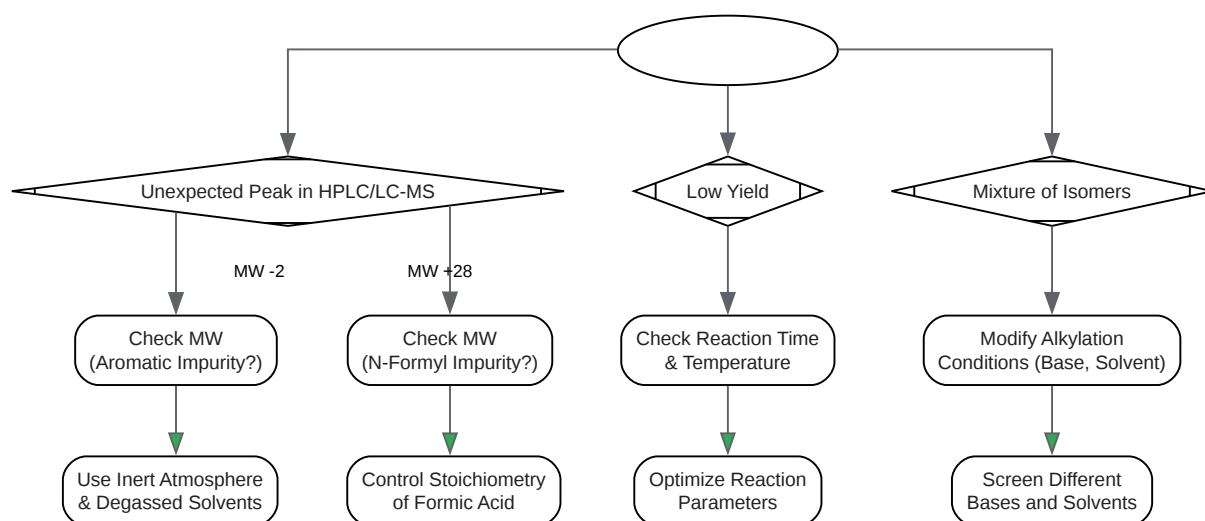 Unexpected Peak in HPLC/LC-MS
Low Yield
Mixture of Isomers
MW -2
MW +28
Check MW
(Aromatic Impurity?)
Check MW
(N-Formyl Impurity?)
Check Reaction Time
& Temperature
Modify Alkylation
Conditions (Base, Solvent)
Use Inert Atmosphere
& Degassed Solvents
Control Stoichiometry
of Formic Acid
Optimize Reaction
Parameters
Screen Different
Bases and Solvents